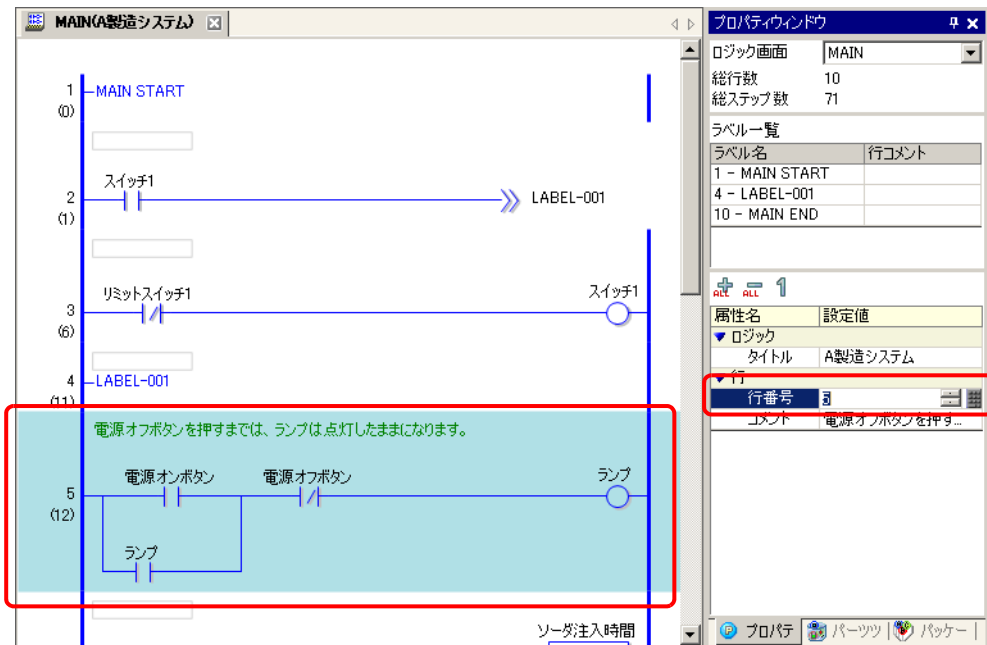 MAIN(A製造システム)
1
(0)
MAIN START
スイッチ1
2
(1)
LABEL-001
リミットスイッチ1
スイッチ1
3
(6)
4
(11)
LABEL-001
電源オフボタンを押すまでは、ランプは点灯したままになります。
電源オンボタン
電源オフボタン
ランプ
5
(12)
ランプ
ソーダ注入時間
プロパティウィンドウ
ロジック画面 MAIN
総行数 10
総ステップ数 71
ラベル一覧
ラベル名 行コメント
1 - MAIN START
4 - LABEL-001
10 - MAIN END
ALL ALL 1
属性名 設定値
ロジック
タイトル A製造システム
行
行番号 5
コメント 電源オフボタンを押す...
プロパテ パーツツ パッケー